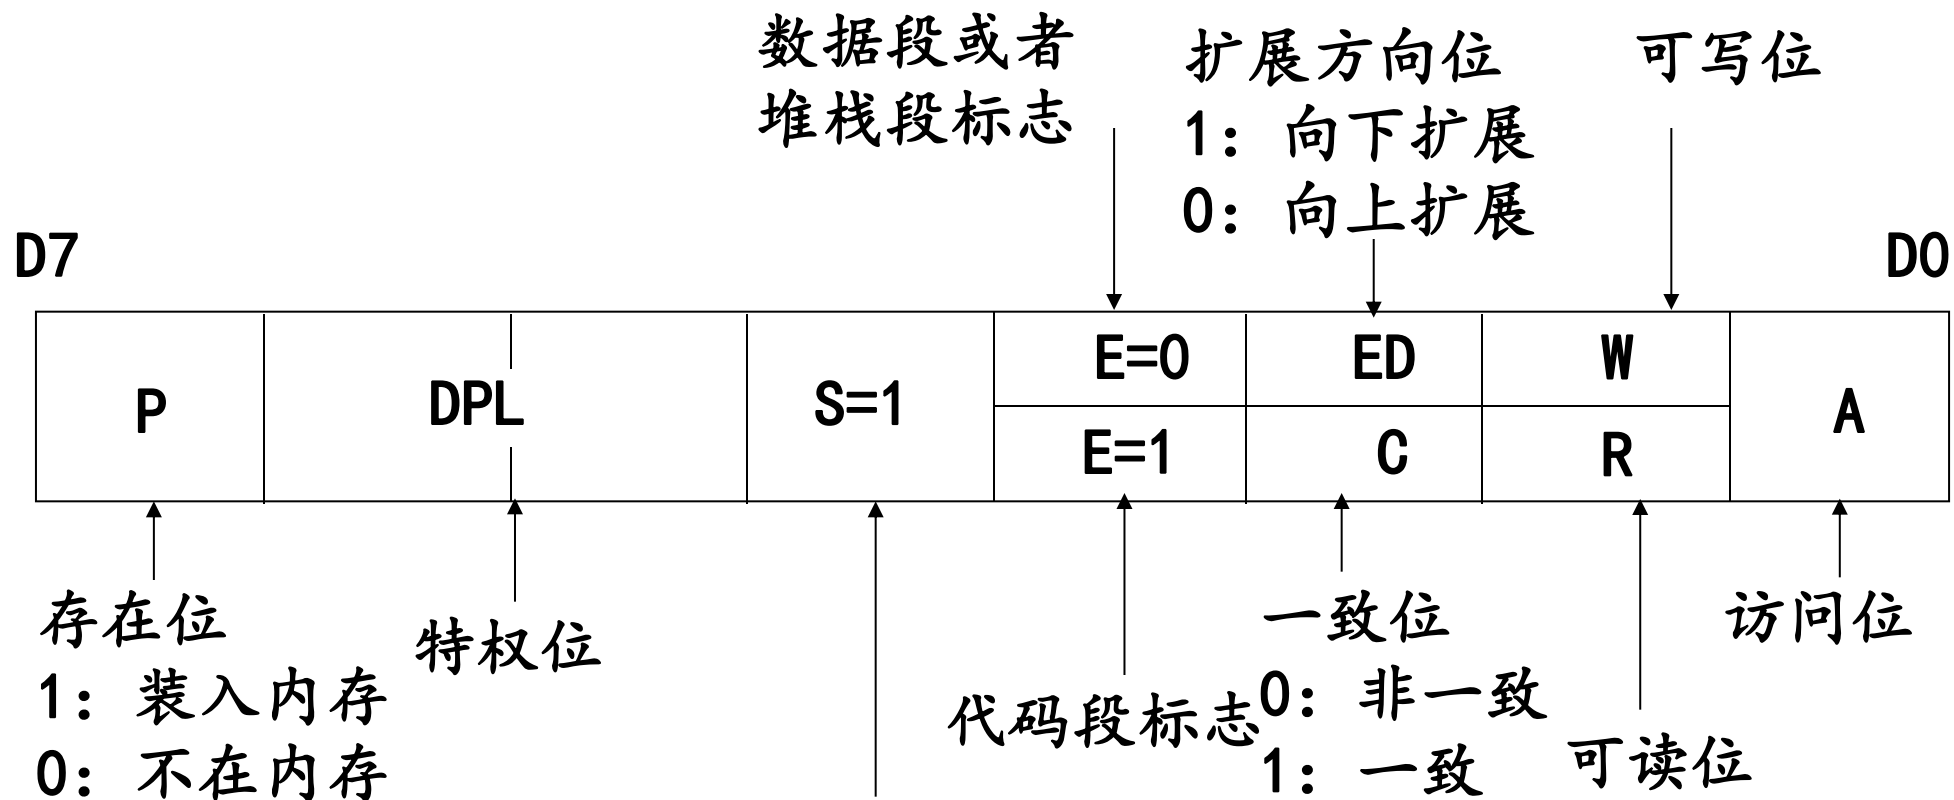 数据段或者
堆栈段标志
扩展方向位
1：向下扩展
0：向上扩展
可写位
D7
D0
P
DPL
S=1
E=0
ED
W
E=1
C
R
A
存在位
1：装入内存
0：不在内存
特权位
代码段标志
一致位
0：非一致
1：一致
可读位
访问位